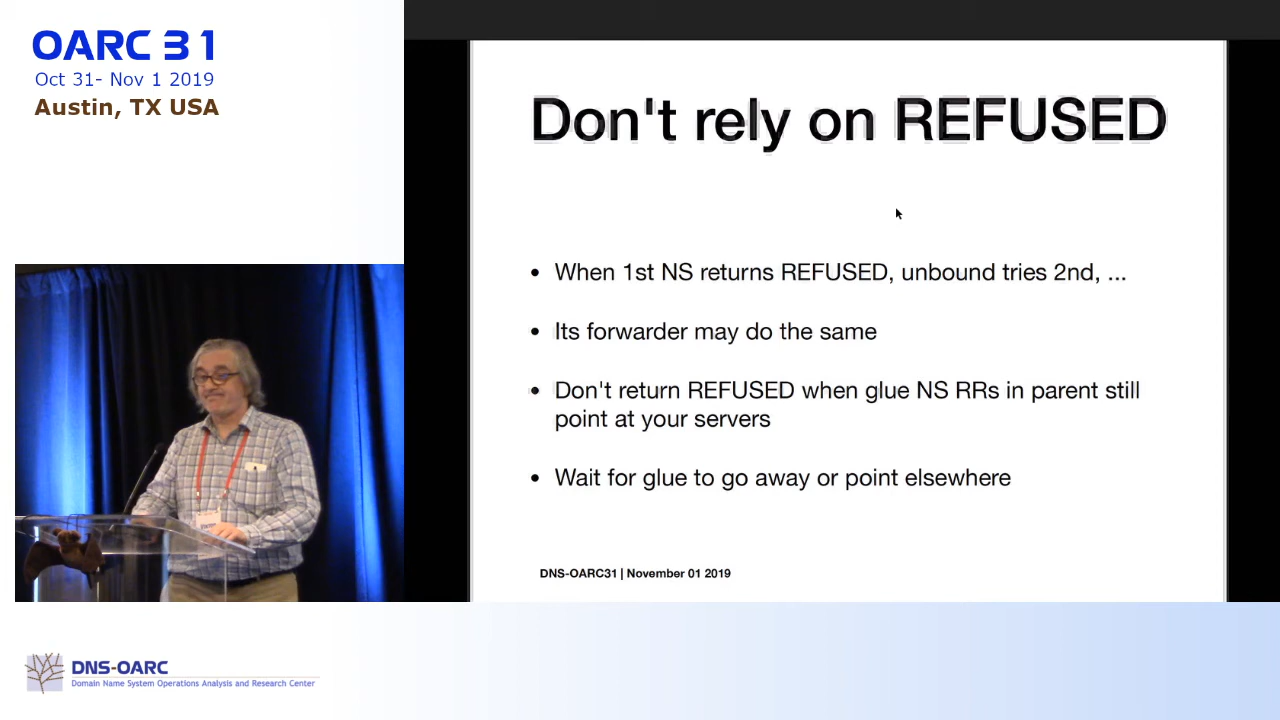 OARC 31
Oct 31- Nov 1 2019
Austin, TX USA
Don't rely on REFUSED
• When 1st NS returns REFUSED, unbound tries 2nd, ...
• Its forwarder may do the same
• Don't return REFUSED when glue NS RRs in parent still
point at your servers
• Wait for glue to go away or point elsewhere
DNS-OARC31 | November 01 2019
DNS-OARC
Domain Name System Operations Analysis and Research Center